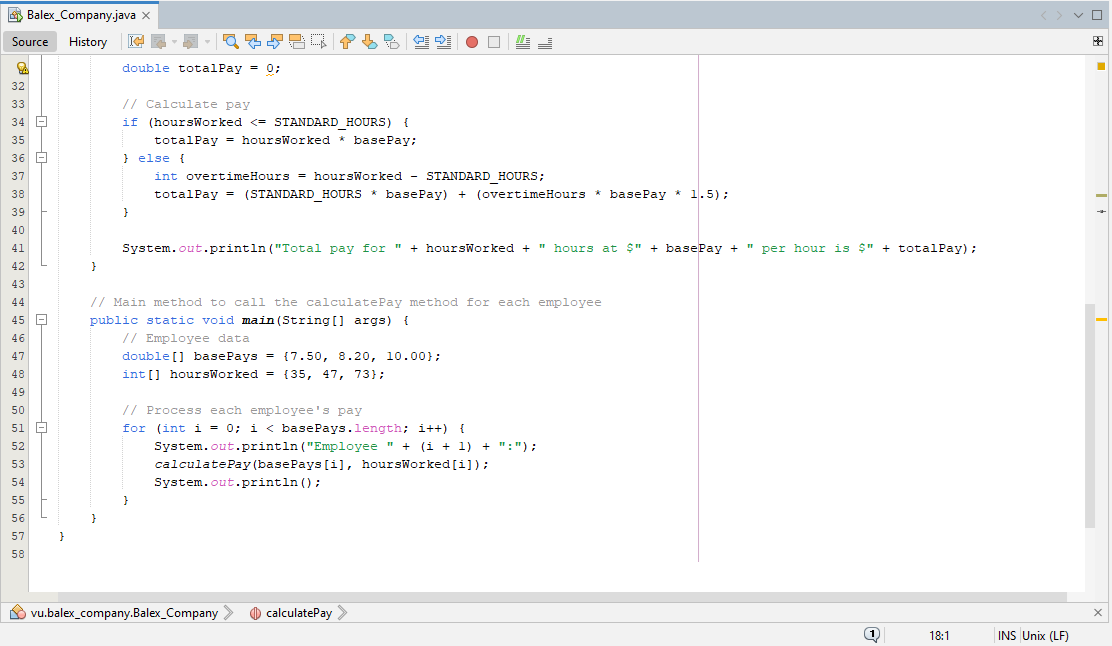 Balex_Company.java
Source History
double totalPay = 0;
32
33 // Calculate pay
34 if (hoursWorked <= STANDARD_HOURS) {
35 totalPay = hoursWorked * basePay;
36 } else {
37 int overtimeHours = hoursWorked - STANDARD_HOURS;
38 totalPay = (STANDARD_HOURS * basePay) + (overtimeHours * basePay * 1.5);
39 }
40
41 System.out.println("Total pay for " + hoursWorked + " hours at $" + basePay + " per hour is $" + totalPay);
42 }
43
44 // Main method to call the calculatePay method for each employee
45 public static void main(String[] args) {
46 // Employee data
47 double[] basePays = {7.50, 8.20, 10.00};
48 int[] hoursWorked = {35, 47, 73};
49
50 // Process each employee's pay
51 for (int i = 0; i < basePays.length; i++) {
52 System.out.println("Employee " + (i + 1) + ":");
53 calculatePay(basePays[i], hoursWorked[i]);
54 System.out.println();
55 }
56 }
57 }
58
vu.balex_company.Balex_Company calculatePay
1 18:1 INS Unix (LF)